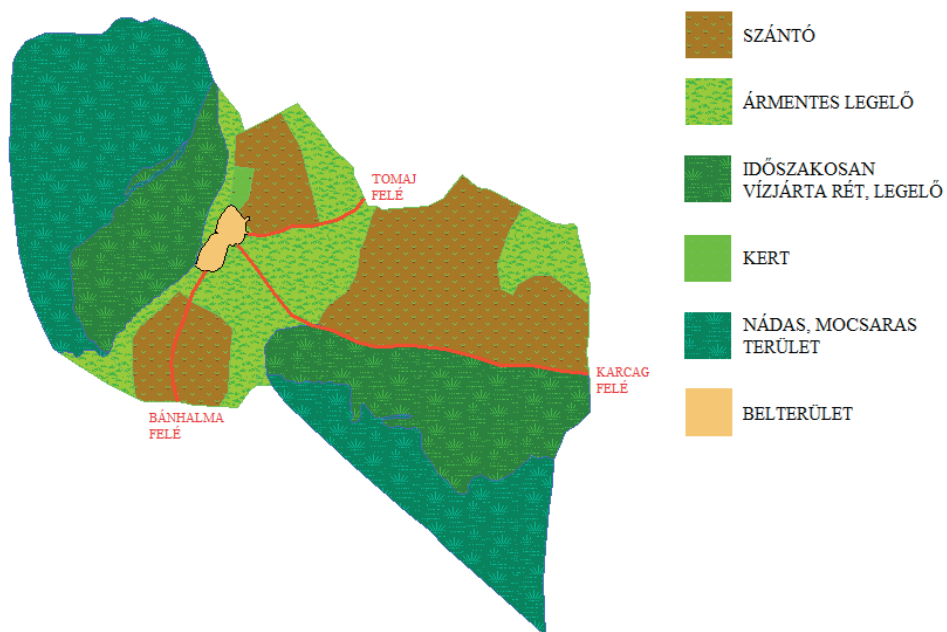 TOMAJ
FELÉ
KARCAG
FELÉ
BÁNHALMA
FELÉ
SZÁNTÓ
ÁRMENTES LEGELŐ
IDŐSZAKOSAN
VÍZJÁRTA RÉT, LEGELŐ
KERT
NÁDAS, MOCSARAS
TERÜLET
BELTERÜLET